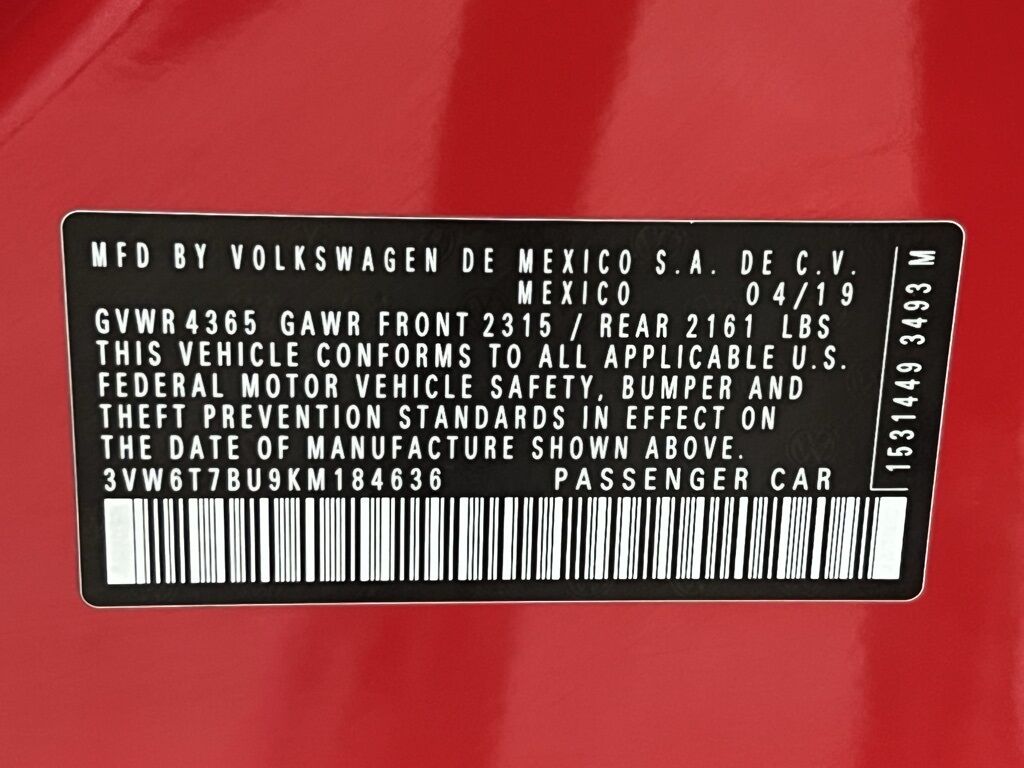 MFD BY VOLKSWAGEN DE MEXICO S.A. DE C.V.
MEXICO 04/19
GVWR 4365 GAWR FRONT 2315 / REAR 2161 LBS
THIS VEHICLE CONFORMS TO ALL APPLICABLE U.S.
FEDERAL MOTOR VEHICLE SAFETY, BUMPER AND
THEFT PREVENTION STANDARDS IN EFFECT ON
THE DATE OF MANUFACTURE SHOWN ABOVE.
3VW6T7BU9KM184636 PASSENGER CAR
1531449 3493 M